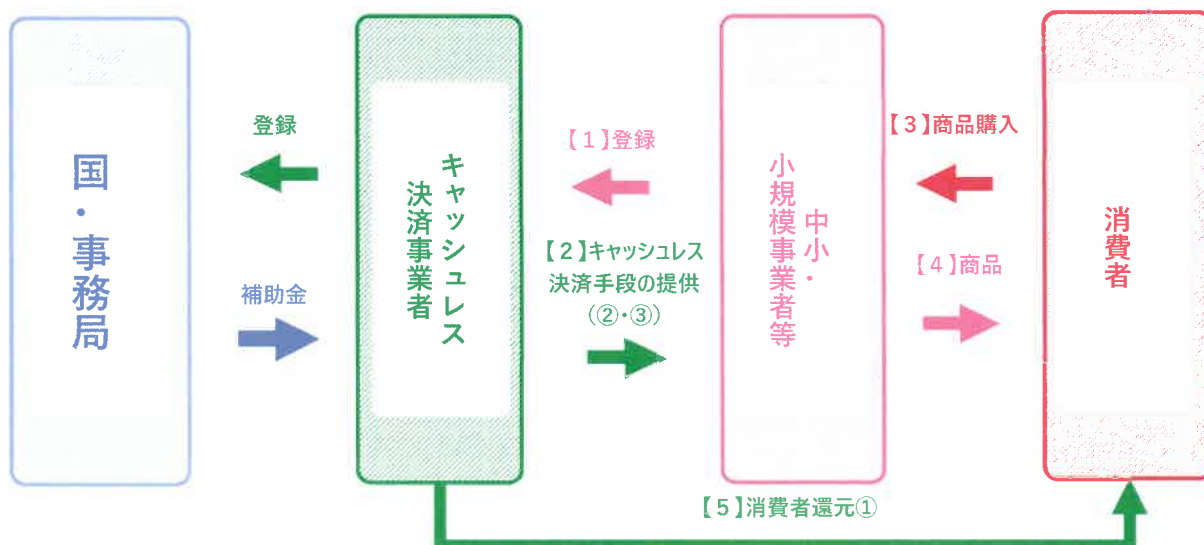 国・事務局
登録
補助金
キャッシュレス
決済事業者
【1】登録
【2】キャッシュレス
決済手段の提供
(②・③)
中小・
小規模事業者等
【3】商品購入
【4】商品
消費者
【5】消費者還元①